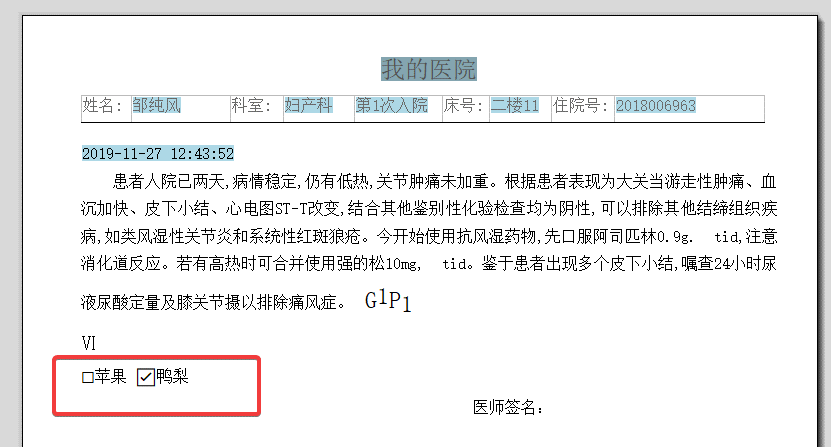 我的医院
姓名: 邹纯风 科室: 妇产科 第1次入院 床号: 二楼11 住院号: 2018006963
2019-11-27 12:43:52
患者人院已两天,病情稳定,仍有低热,关节肿痛未加重。根据患者表现为大关当游走性肿痛、血
沉加快、皮下小结、心电图ST-T改变,结合其他鉴别性化验检查均为阴性,可以排除其他结缔组织疾
病,如类风湿性关节炎和系统性红斑狼疮。今开始使用抗风湿药物,先口服阿司匹林0.9g. tid,注意
消化道反应。若有高热时可合并使用强的松10mg, tid。鉴于患者出现多个皮下小结,嘱查24小时尿
液尿酸定量及膝关节摄以排除痛风症。 G1P1
VI
□苹果 ☑鸭梨
医师签名: